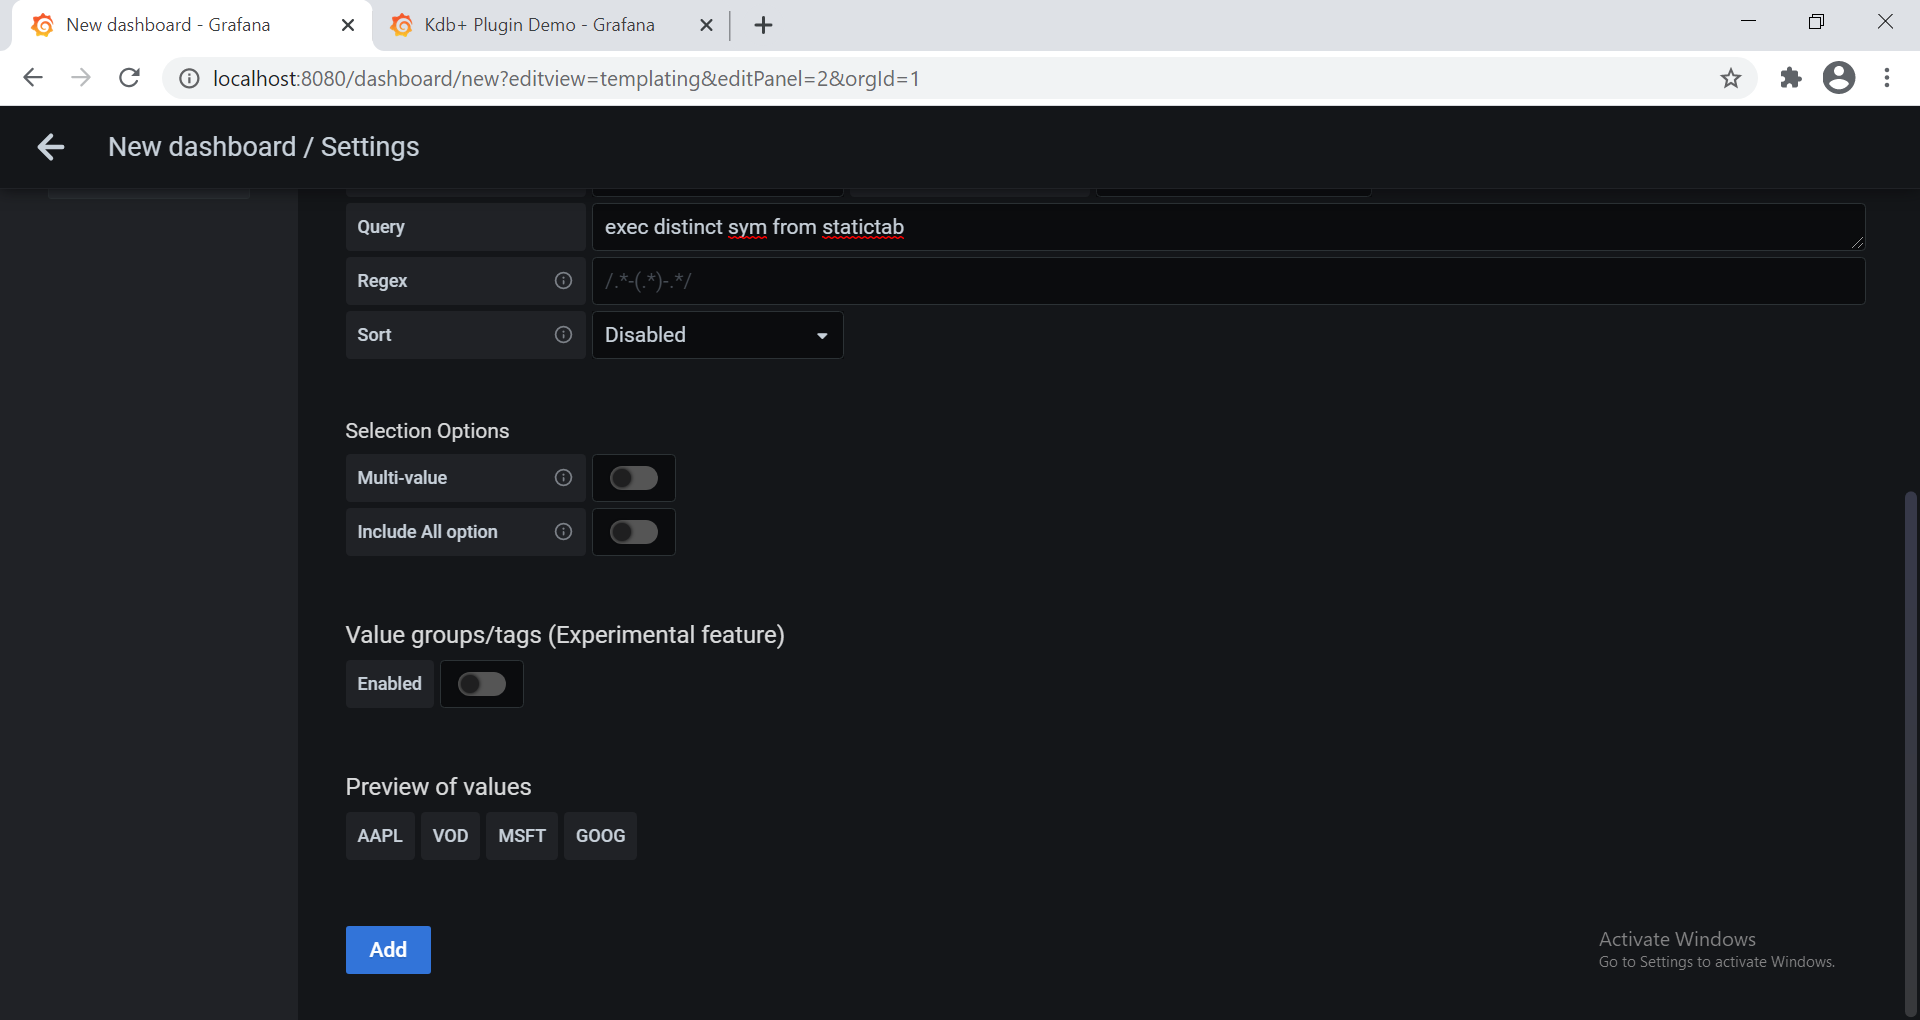 New dashboard - Grafana
Kdb+ Plugin Demo - Grafana
localhost:8080/dashboard/new?editview=templating&editPanel=2&orgId=1
New dashboard / Settings
Query
exec distinct sym from statictab
Regex
/.*-(.*)-.*/
Sort
Disabled
Selection Options
Multi-value
Include All option
Value groups/tags (Experimental feature)
Enabled
Preview of values
AAPL VOD MSFT GOOG
Add
Activate Windows
Go to Settings to activate Windows.